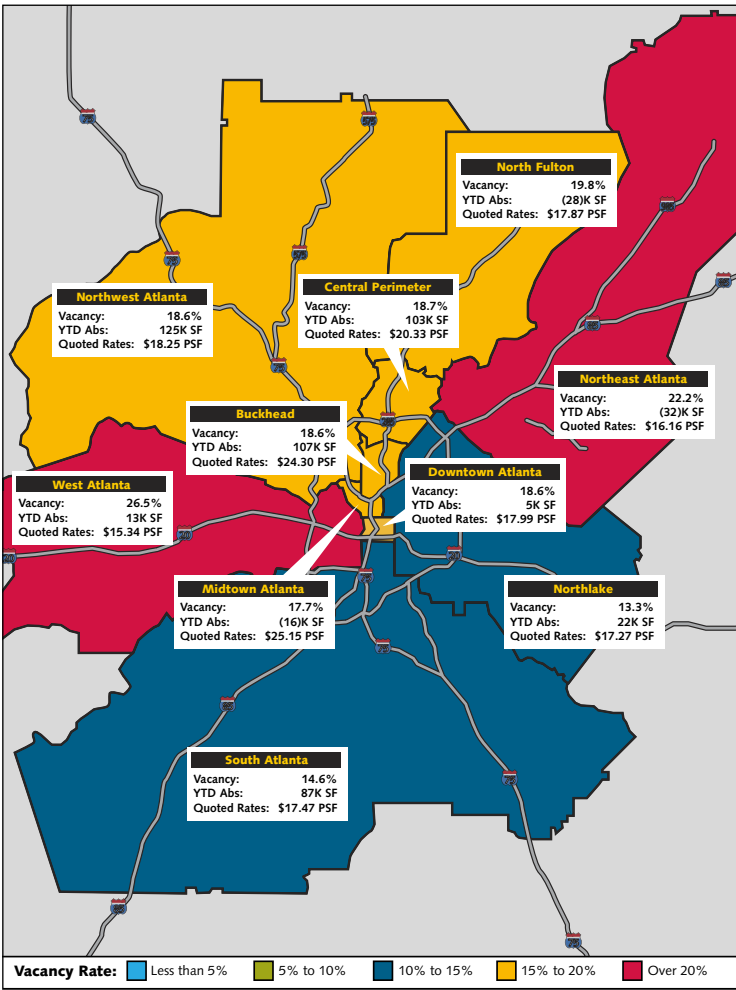 North Fulton
Vacancy: 19.8%
YTD Abs: (28)K SF
Quoted Rates: $17.87 PSF
Central Perimeter
Vacancy: 18.7%
YTD Abs: 103K SF
Quoted Rates: $20.33 PSF
Northwest Atlanta
Vacancy: 18.6%
YTD Abs: 125K SF
Quoted Rates: $18.25 PSF
Northeast Atlanta
Vacancy: 22.2%
YTD Abs: (32)K SF
Quoted Rates: $16.16 PSF
Buckhead
Vacancy: 18.6%
YTD Abs: 107K SF
Quoted Rates: $24.30 PSF
Downtown Atlanta
Vacancy: 18.6%
YTD Abs: 5K SF
Quoted Rates: $17.99 PSF
West Atlanta
Vacancy: 26.5%
YTD Abs: 13K SF
Quoted Rates: $15.34 PSF
Midtown Atlanta
Vacancy: 17.7%
YTD Abs: (16)K SF
Quoted Rates: $25.15 PSF
Northlake
Vacancy: 13.3%
YTD Abs: 22K SF
Quoted Rates: $17.27 PSF
South Atlanta
Vacancy: 14.6%
YTD Abs: 87K SF
Quoted Rates: $17.47 PSF
Vacancy Rate: Less than 5% 5% to 10% 10% to 15% 15% to 20% Over 20%